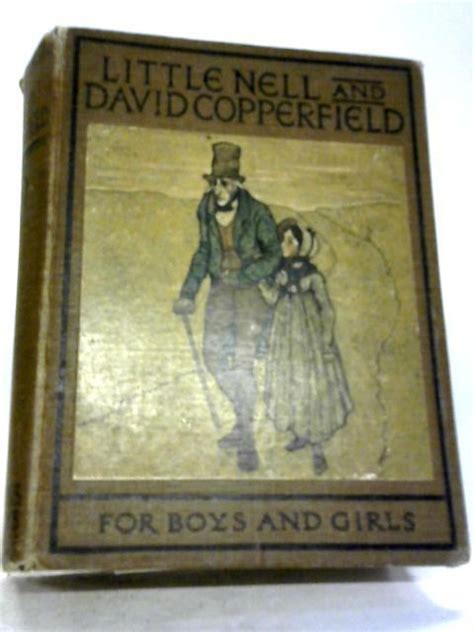 LITTLE NELL AND
DAVID COPPERFIELD
FOR BOYS AND GIRLS